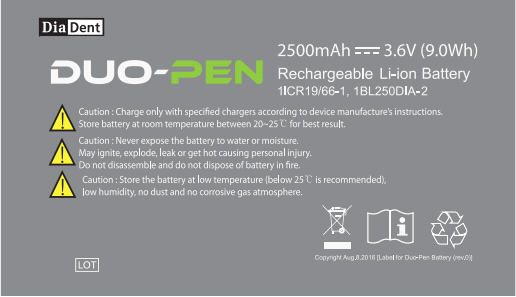 DiaDent
DUO-PEN
2500mAh ⎓ 3.6V (9.0Wh)
Rechargeable Li-ion Battery
1ICR19/66-1, 1BL250DIA-2
Caution : Charge only with specified chargers according to device manufacture's instructions.
Store battery at room temperature between 20~25℃ for best result.
Caution : Never expose the battery to water or moisture.
May ignite, explode, leak or get hot causing personal injury.
Do not disassemble and do not dispose of battery in fire.
Caution : Store the battery at low temperature (below 25℃ is recommended),
low humidity, no dust and no corrosive gas atmosphere.
Copyright Aug,8,2016 [Label for Duo-Pen Battery (rev,0)]
LOT